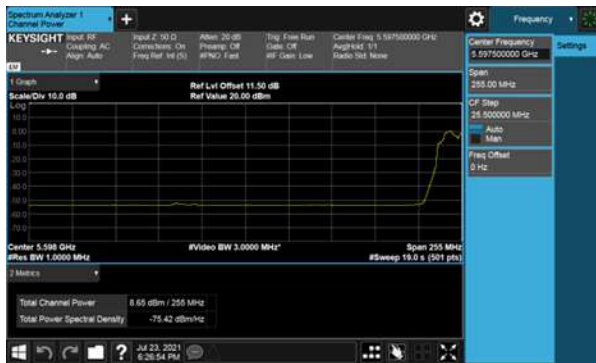 Spectrum Analyzer 1
Channel Power
Frequency
KEYSIGHT
Input: RF
Coupling: AC
Align: Auto
Input Z: 50 Ω
Corrections: On
Freq Ref: Int (S)
Atten: 20 dB
Preamp: Off
#PNO: Fast
Trig: Free Run
Gate: Off
#IF Gain: Low
Center Freq: 5.597500000 GHz
Avg|Hold: 1/1
Radio Std: None
LM
1 Graph
Scale/Div 10.0 dB
Ref Lvl Offset 11.50 dB
Ref Value 20.00 dBm
Log
10.0
0.00
-10.0
-20.0
-30.0
-40.0
-50.0
-60.0
-70.0
Center 5.598 GHz
#Res BW 1.0000 MHz
#Video BW 3.0000 MHz*
Span 255 MHz
#Sweep 19.0 s (501 pts)
2 Metrics
Total Channel Power
8.65 dBm / 255 MHz
Total Power Spectral Density
-75.42 dBm/Hz
Center Frequency
5.597500000 GHz
Settings
Span
255.00 MHz
CF Step
25.500000 MHz
Auto
Man
Freq Offset
0 Hz
?
Jul 23, 2021
6:26:54 PM